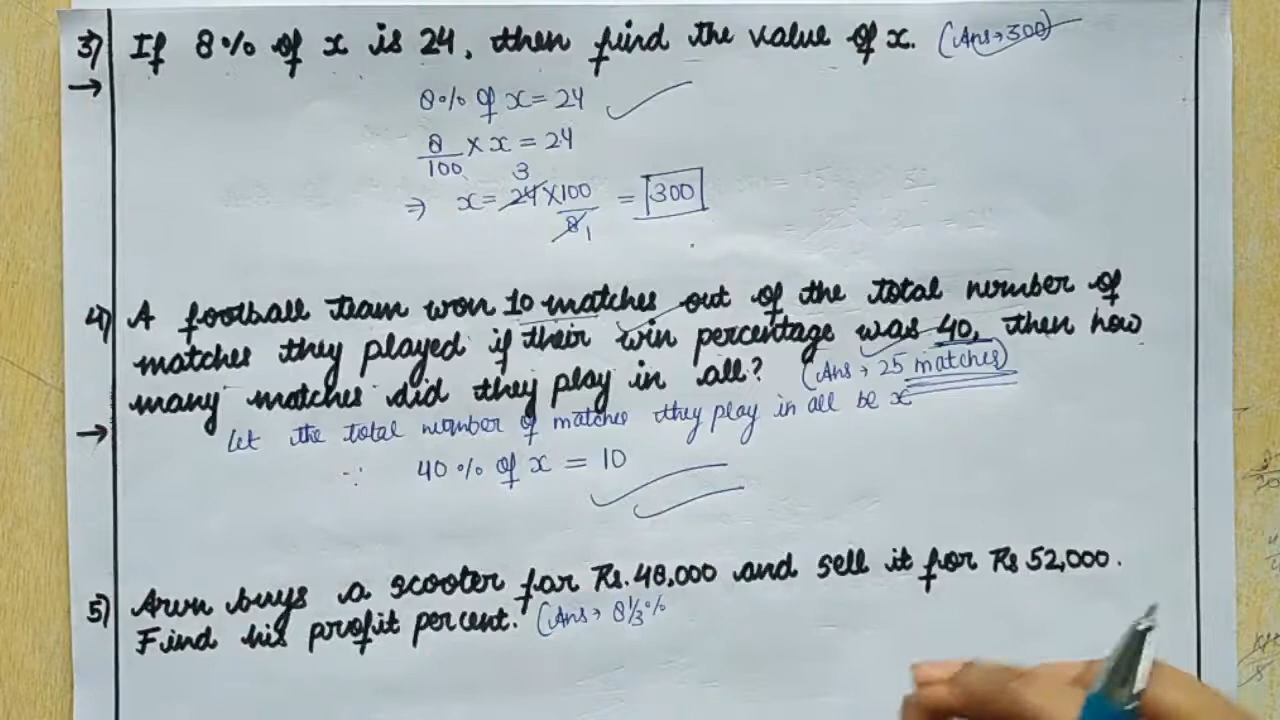 3) If 8% of x is 24, then find the value of x. (Ans→300)
→
8% of x = 24
8/100 × x = 24
3
⇒ x = 24×100/8 = 300
1
4) A football team won 10 matches out of the total number of
matches they played if their win percentage was 40, then how
many matches did they play in all? (Ans → 25 matches)
→ Let the total number of matches they play in all be x
∵ 40% of x = 10
5) Arun buys a scooter for Rs.48,000 and sell it for Rs 52,000.
Find his profit percent. (Ans → 8⅓%